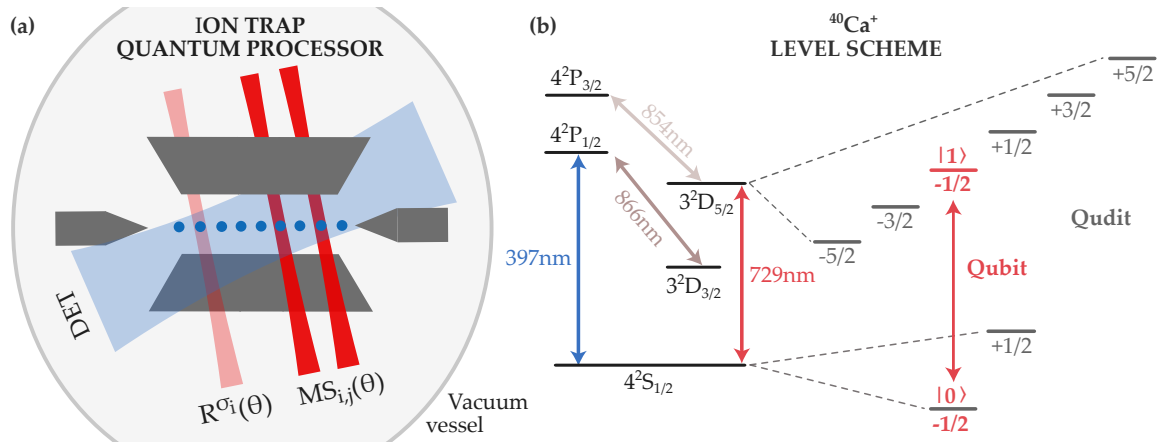 (a)
ION TRAP
QUANTUM PROCESSOR
DET
R^σᵢ(θ)
MSᵢ,ⱼ(θ)
Vacuum
vessel
(b)
⁴⁰Ca⁺
LEVEL SCHEME
4²P₃/₂
4²P₁/₂
854nm
866nm
3²D₅/₂
3²D₃/₂
397nm
729nm
4²S₁/₂
+5/2
+3/2
+1/2
|1⟩
-1/2
-3/2
-5/2
Qudit
Qubit
+1/2
|0⟩
-1/2